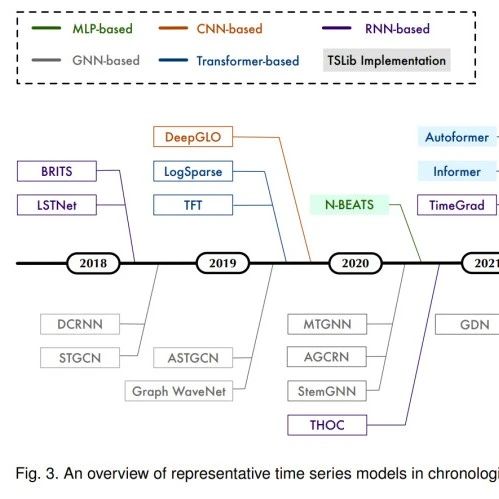 MLP-based CNN-based RNN-based
GNN-based Transformer-based TSLib Implementation
DeepGLO Autoformer
BRITS LogSparse Informer
LSTNet TFT N-BEATS TimeGrad
2018 2019 2020 2021
DCRNN MTGNN GDN
STGCN ASTGCN AGCRN
Graph WaveNet StemGNN
THOC
Fig. 3. An overview of representative time series models in chronologi